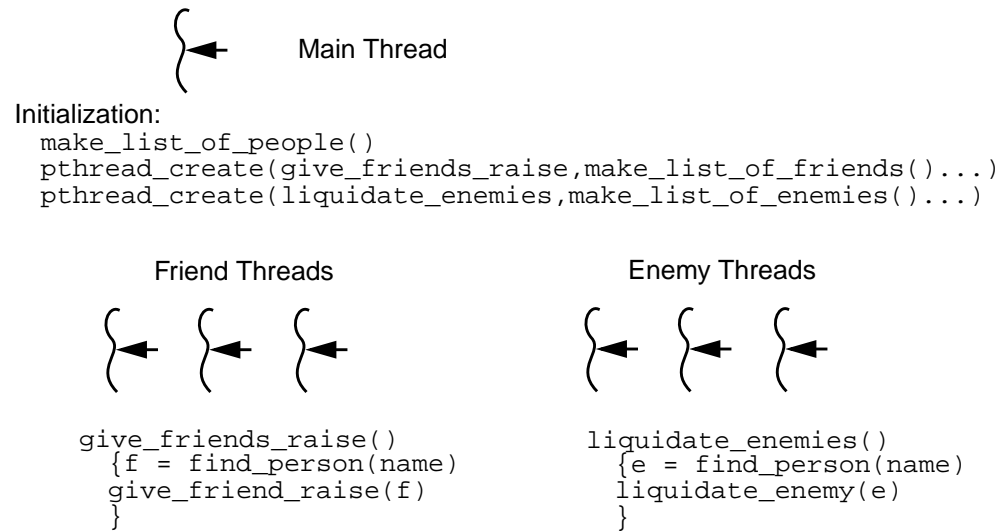 Main Thread
Initialization:
make_list_of_people()
pthread_create(give_friends_raise,make_list_of_friends()...)
pthread_create(liquidate_enemies,make_list_of_enemies()...)
Friend Threads
Enemy Threads
give_friends_raise()
{f = find_person(name)
give_friend_raise(f)
}
liquidate_enemies()
{e = find_person(name)
liquidate_enemy(e)
}